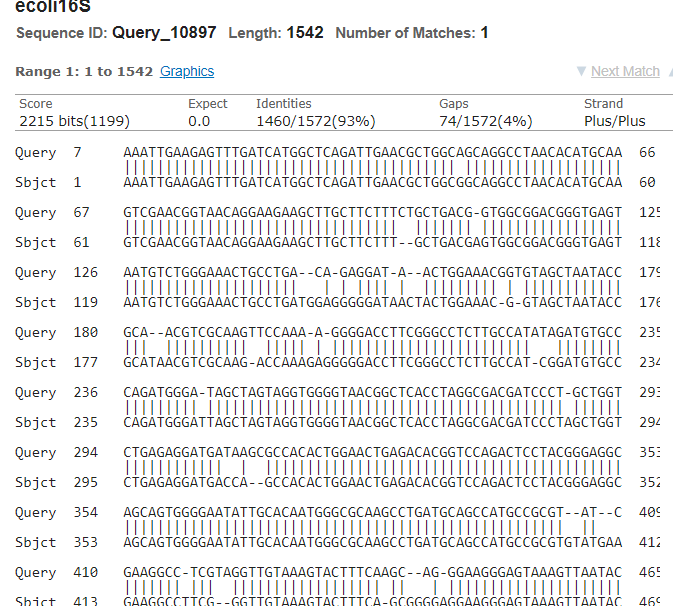 ecoli16S
Sequence ID: Query_10897 Length: 1542 Number of Matches: 1
Range 1: 1 to 1542 Graphics ▼ Next Match
Score Expect Identities Gaps Strand
2215 bits(1199) 0.0 1460/1572(93%) 74/1572(4%) Plus/Plus
Query 7 AAATTGAAGAGTTTGATCATGGCTCAGATTGAACGCTGGCAGCAGGCCTAACACATGCAA 66
Sbjct 1 AAATTGAAGAGTTTGATCATGGCTCAGATTGAACGCTGGCGGCAGGCCTAACACATGCAA 60
Query 67 GTCGAACGGTAACAGGAAGAAGCTTGCTTCTTTCTGCTGACG-GTGGCGGACGGGTGAGT 125
Sbjct 61 GTCGAACGGTAACAGGAAGAAGCTTGCTTCTTT--GCTGACGAGTGGCGGACGGGTGAGT 118
Query 126 AATGTCTGGGAAACTGCCTGA--CA-GAGGAT-A--ACTGGAAACGGTGTAGCTAATACC 179
Sbjct 119 AATGTCTGGGAAACTGCCTGATGGAGGGGGATAACTACTGGAAAC-G-GTAGCTAATACC 176
Query 180 GCA--ACGTCGCAAGTTCCAAA-A-GGGGACCTTCGGGCCTCTTGCCATATAGATGTGCC 235
Sbjct 177 GCATAACGTCGCAAG-ACCAAAGAGGGGGACCTTCGGGCCTCTTGCCAT-CGGATGTGCC 234
Query 236 CAGATGGGA-TAGCTAGTAGGTGGGGTAACGGCTCACCTAGGCGACGATCCCT-GCTGGT 293
Sbjct 235 CAGATGGGATTAGCTAGTAGGTGGGGTAACGGCTCACCTAGGCGACGATCCCTAGCTGGT 294
Query 294 CTGAGAGGATGATAAGCGCCACACTGGAACTGAGACACGGTCCAGACTCCTACGGGAGGC 353
Sbjct 295 CTGAGAGGATGACCA--GCCACACTGGAACTGAGACACGGTCCAGACTCCTACGGGAGGC 352
Query 354 AGCAGTGGGGAATATTGCACAATGGGCGCAAGCCTGATGCAGCCATGCCGCGT--AT--C 409
Sbjct 353 AGCAGTGGGGAATATTGCACAATGGGCGCAAGCCTGATGCAGCCATGCCGCGTGTATGAA 412
Query 410 GAAGGCC-TCGTAGGTTGTAAAGTACTTTCAAGC--AG-GGAAGGGAGTAAAGTTAATAC 465
Sbjct 413 GAAGGCCTTCG--GGTTGTAAAGTACTTTCA-GCGGGGAGGAAGGGAGTAAAGTTAATAC 469